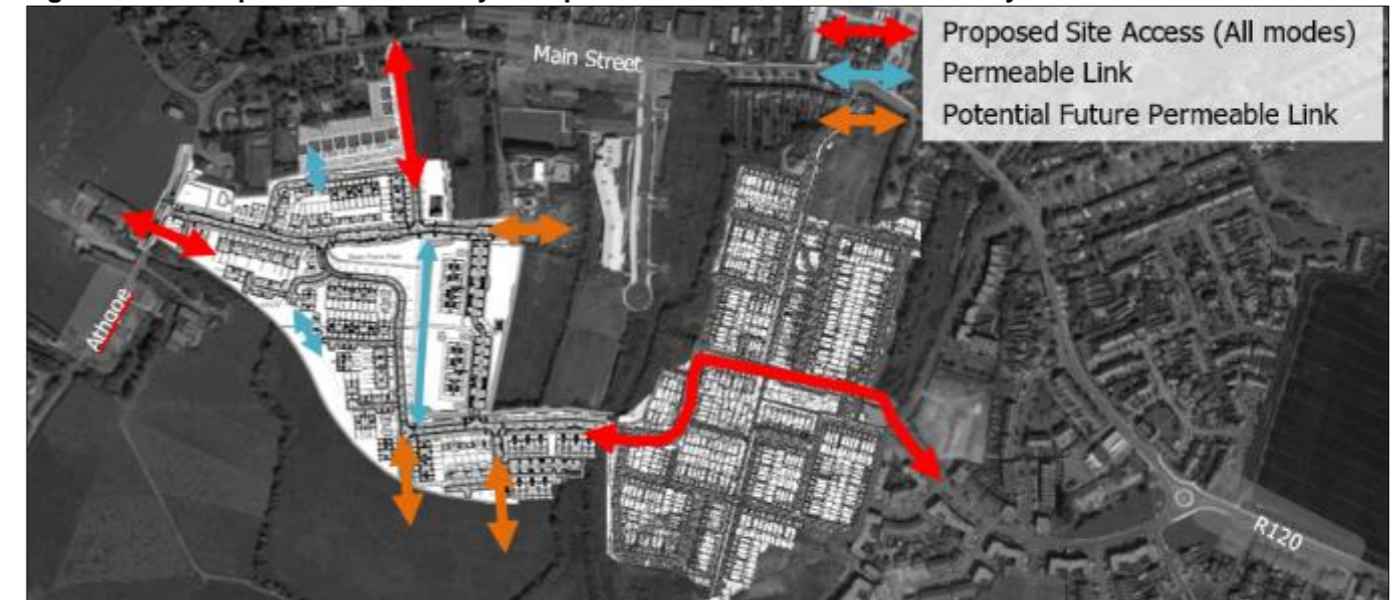 Main Street
Proposed Site Access (All modes)
Permeable Link
Potential Future Permeable Link
Athgoe
R120